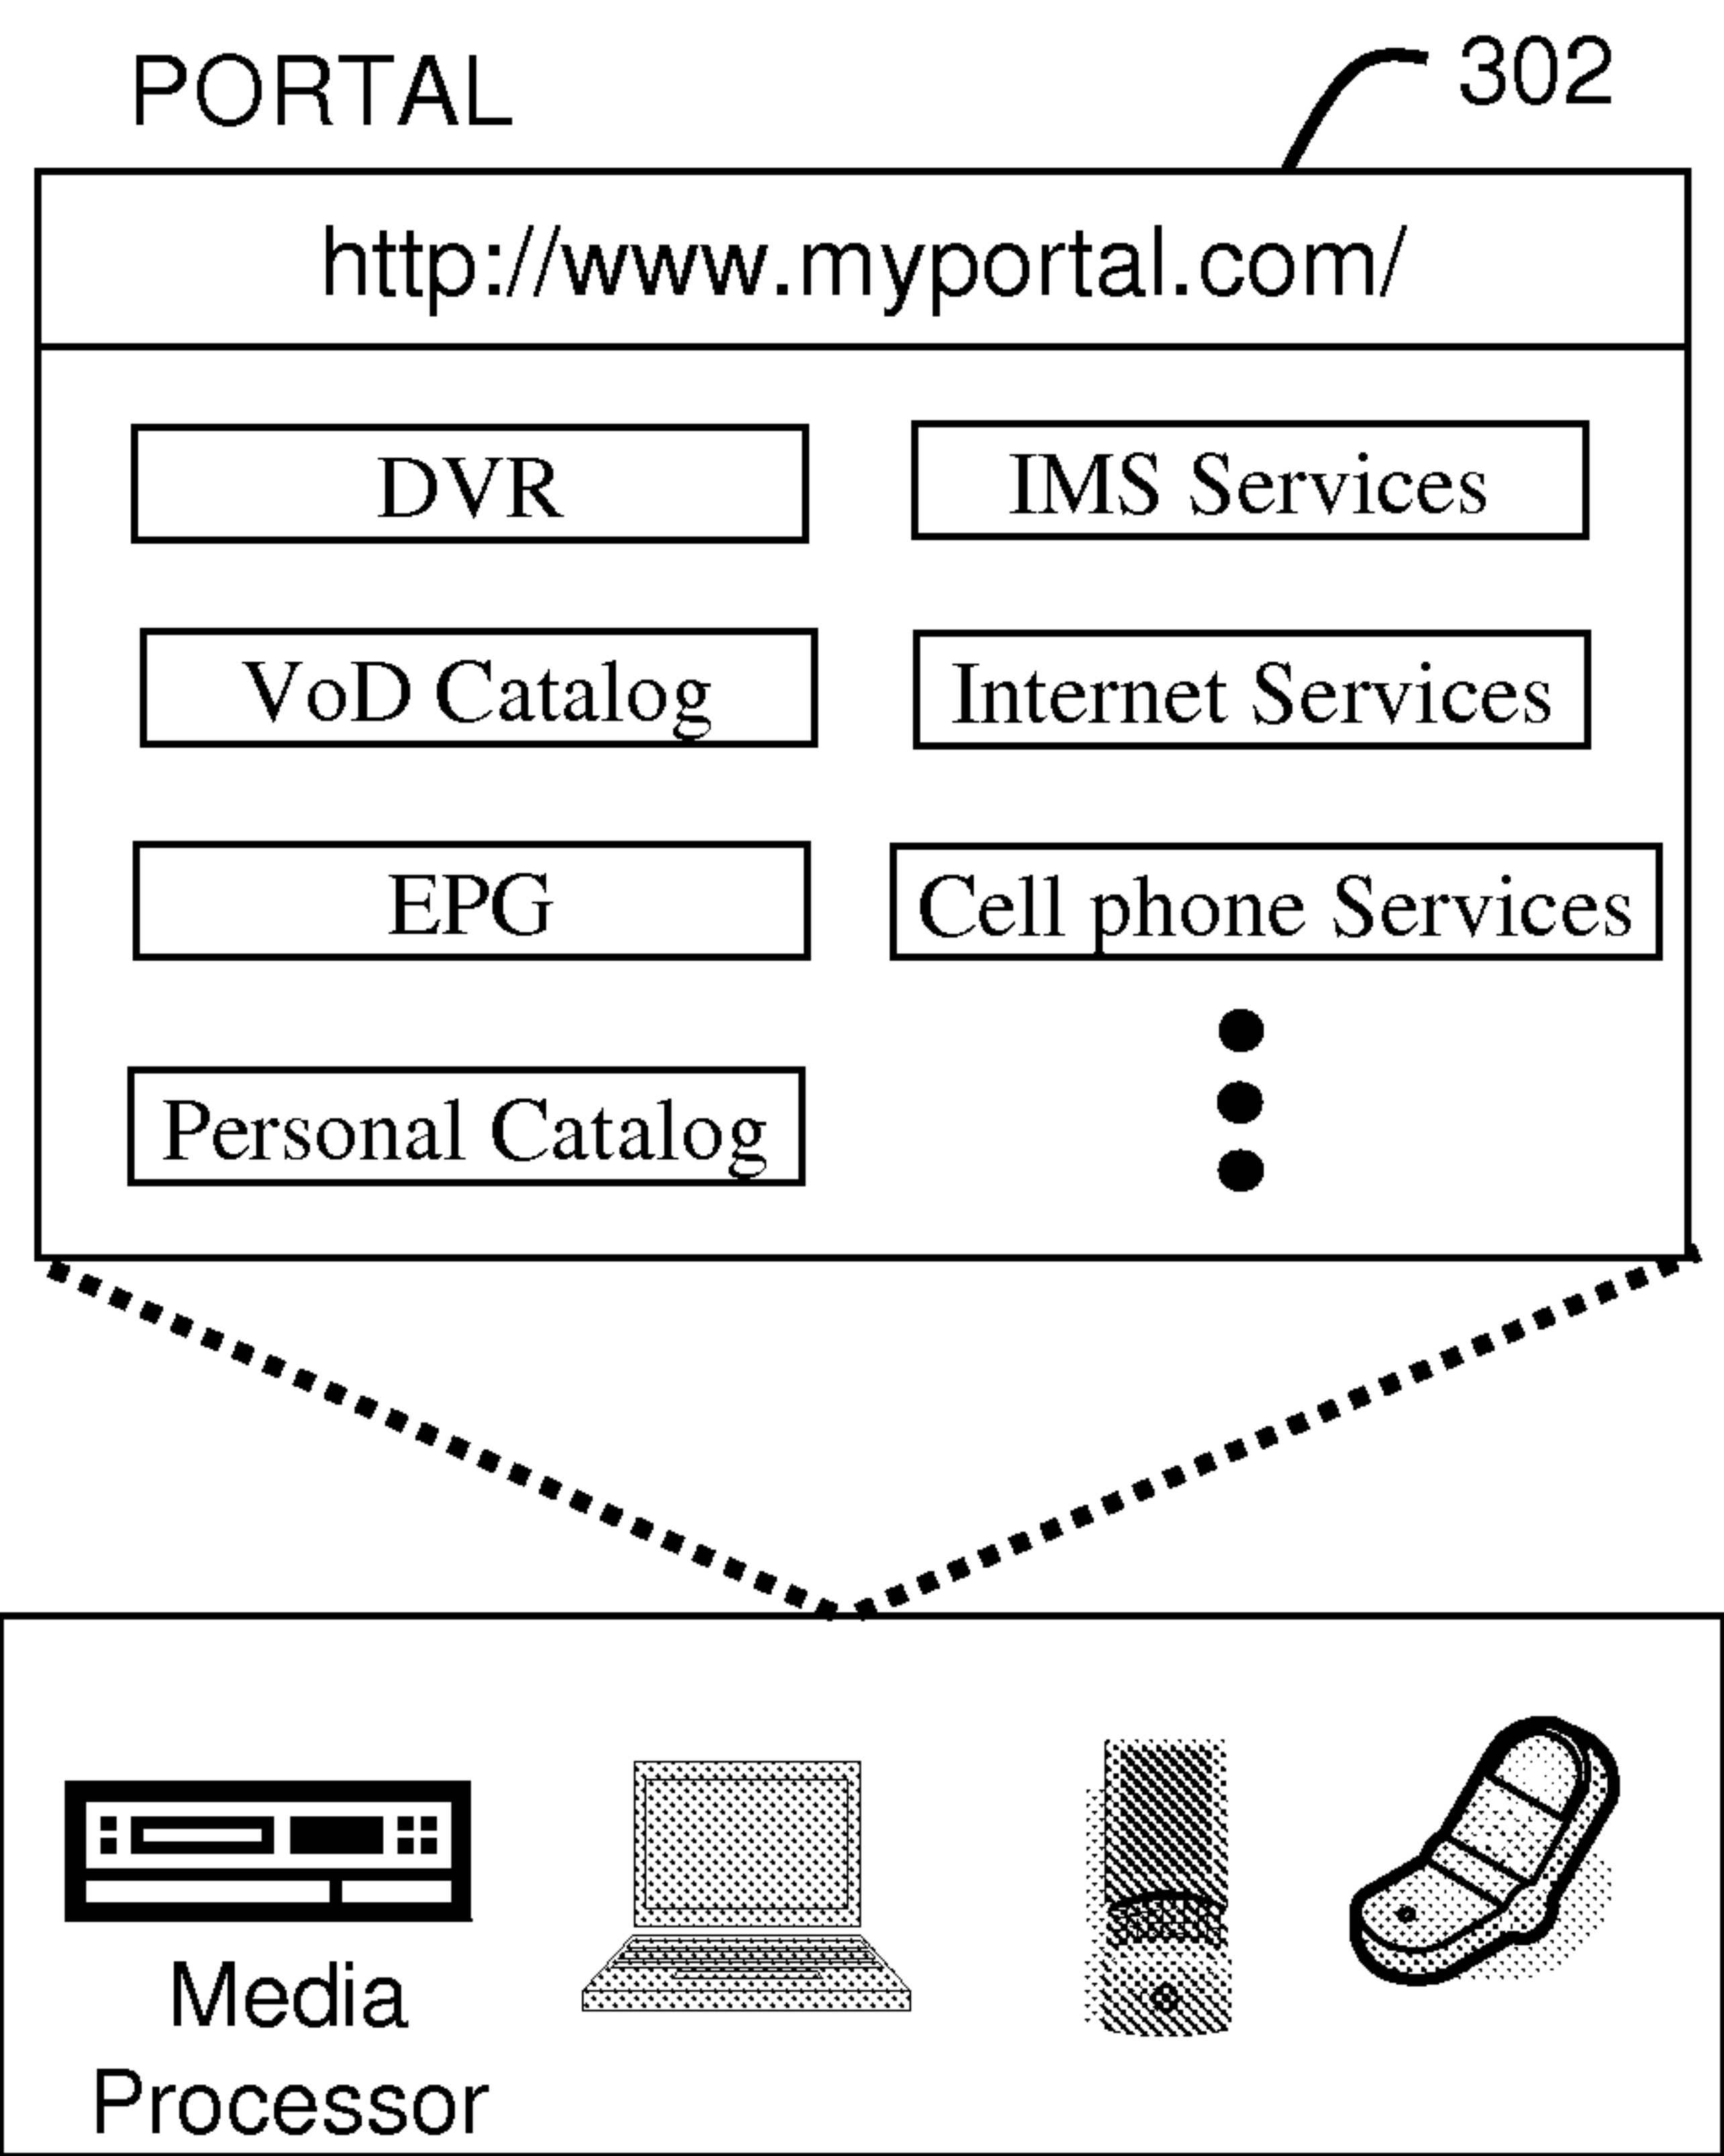 PORTAL
302
http://www.myportal.com/
DVR
IMS Services
VoD Catalog
Internet Services
EPG
Cell phone Services
Personal Catalog
Media
Processor